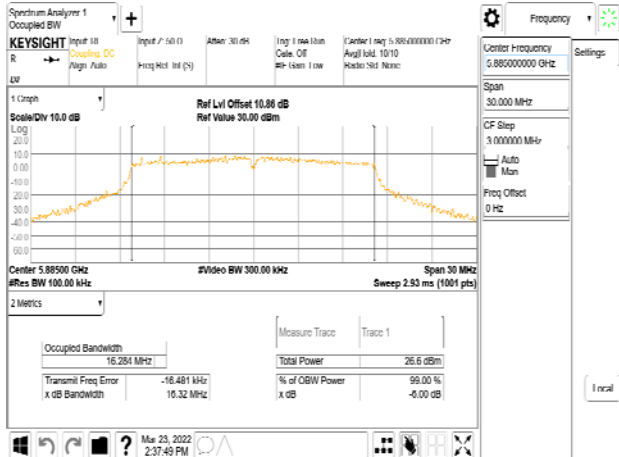 Spectrum Analyzer 1
Occupied BW
KEYSIGHT
Input: RF
Coupling: DC
Align: Auto
Input Z: 50 Ω
Freq Ref: Int (S)
Atten: 30 dB
Trig: Free Run
Gate: Off
#IF Gain: Low
Center Freq: 5.885000000 GHz
Avg|Hold: 10/10
Radio Std: None
R
1 Graph
Scale/Div 10.0 dB
Ref Lvl Offset 10.86 dB
Ref Value 30.00 dBm
Log
20.0
10.0
0.00
-10.0
-20.0
-30.0
-40.0
-50.0
60.0
Center 5.88500 GHz
#Video BW 300.00 kHz
Span 30 MHz
#Res BW 100.00 kHz
Sweep 2.93 ms (1001 pts)
2 Metrics
Measure Trace
Trace 1
Occupied Bandwidth
16.284 MHz
Total Power
26.6 dBm
Transmit Freq Error
-16.481 kHz
% of OBW Power
99.00 %
x dB Bandwidth
16.32 MHz
x dB
-6.00 dB
?
Mar 23, 2022
2:37:49 PM
Frequency
Settings
Center Frequency
5.885000000 GHz
Span
30.000 MHz
CF Step
3.000000 MHz
Auto
Man
Freq Offset
0 Hz
Local